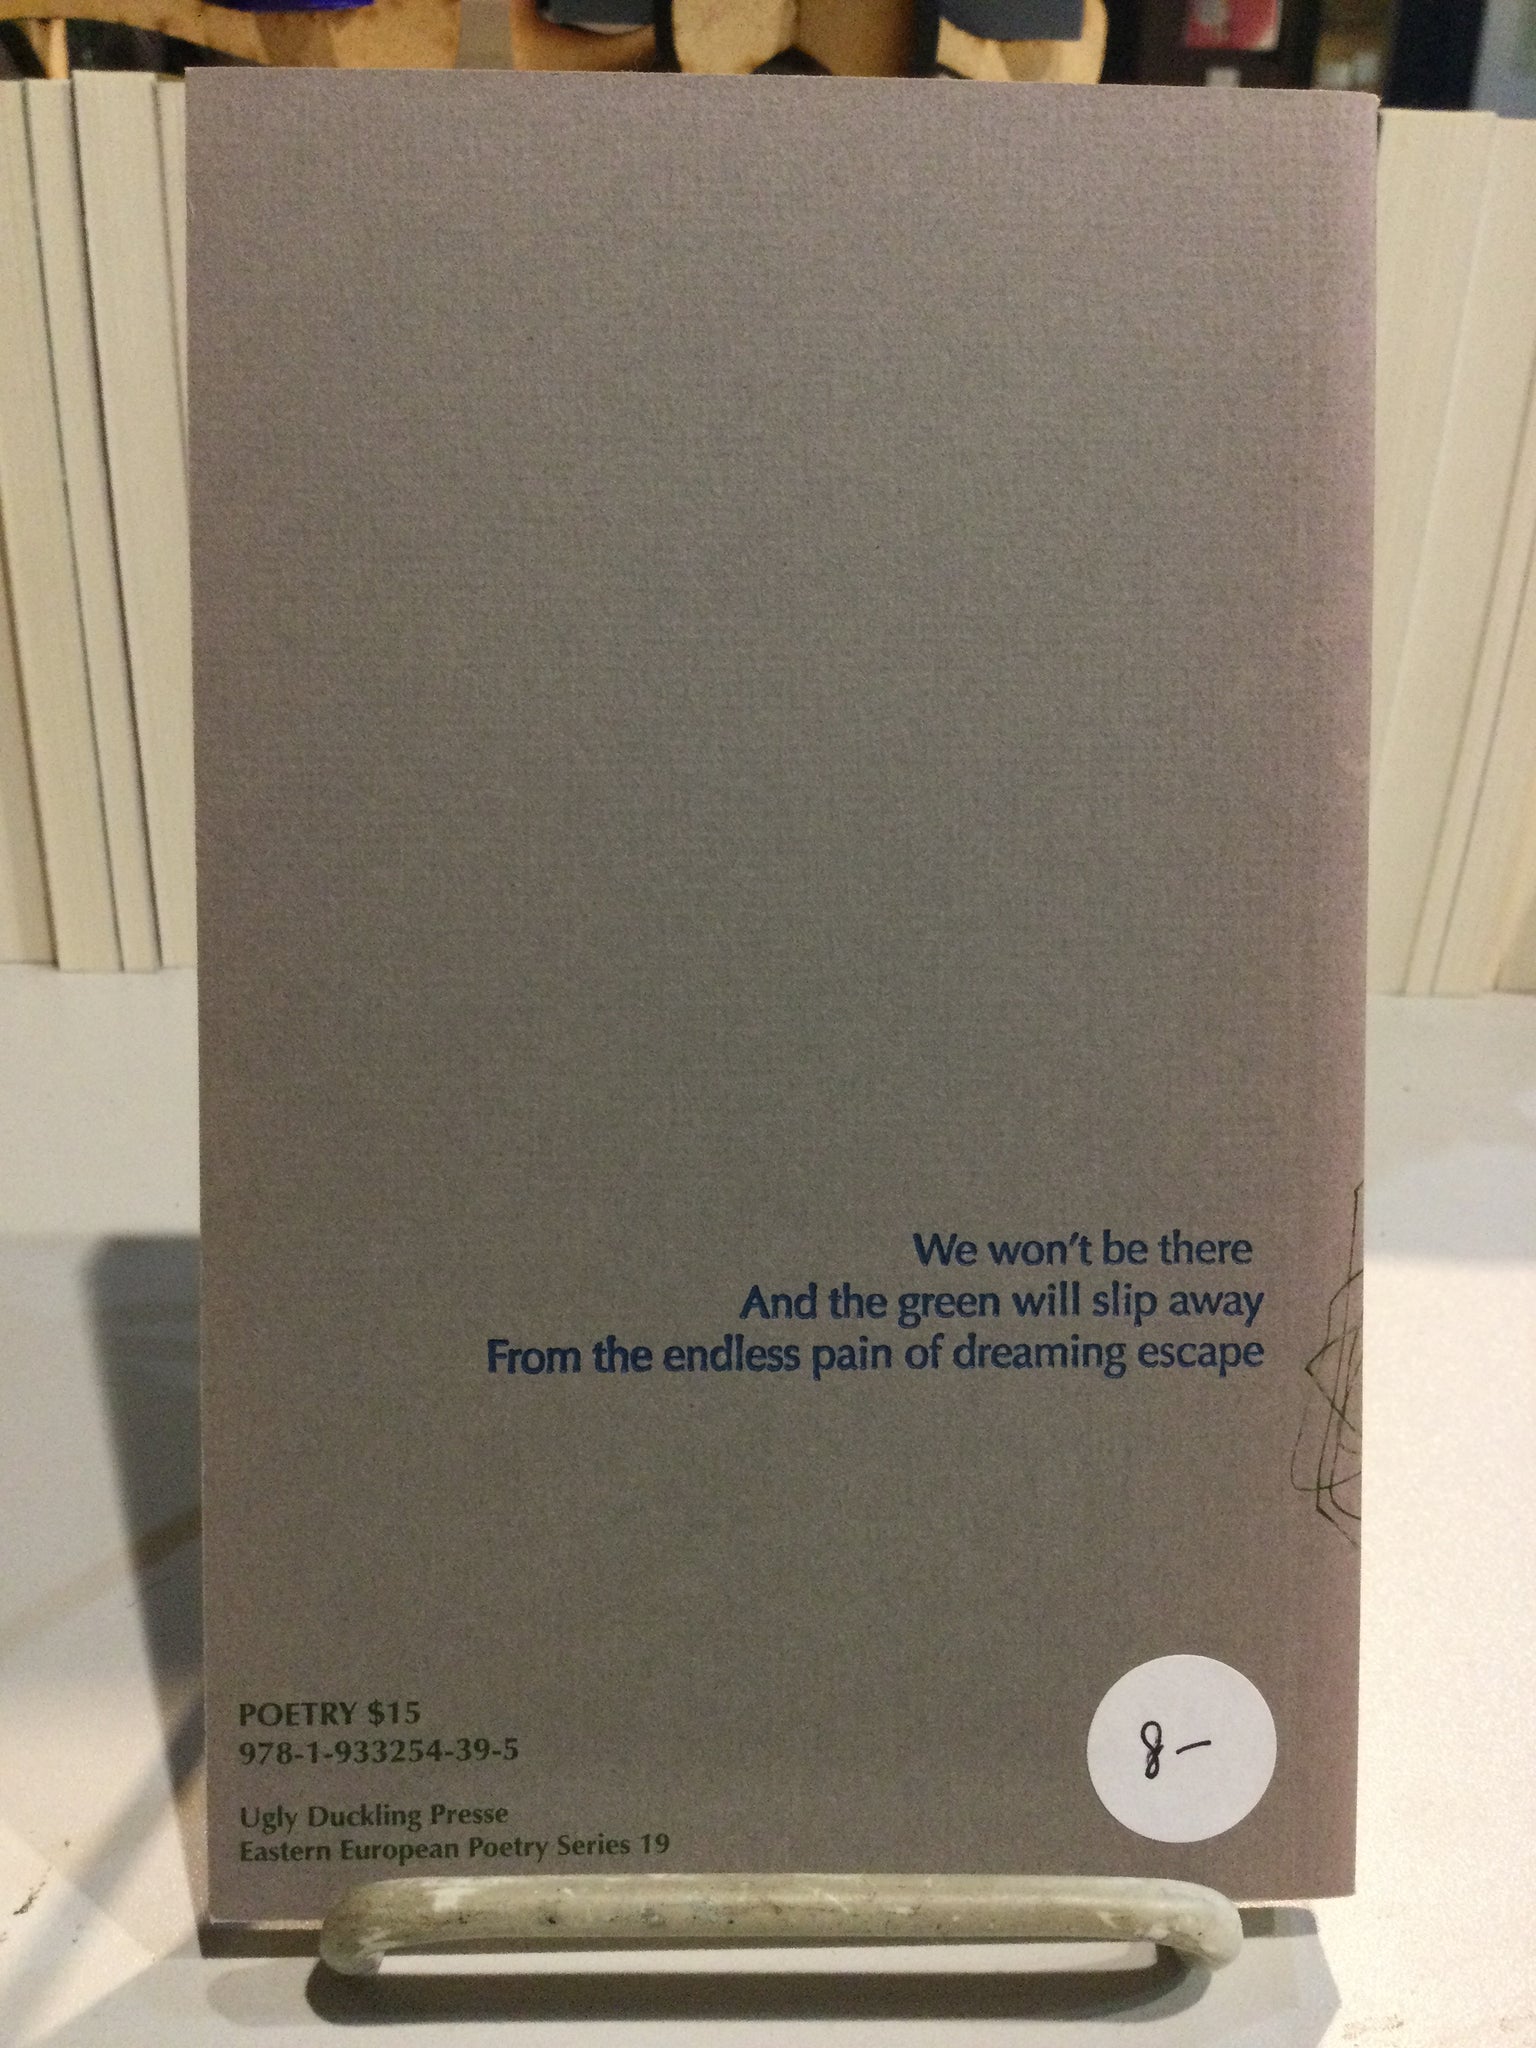 We won't be there
And the green will slip away
From the endless pain of dreaming escape
POETRY $15
978-1-933254-39-5
Ugly Duckling Presse
Eastern European Poetry Series 19
8-